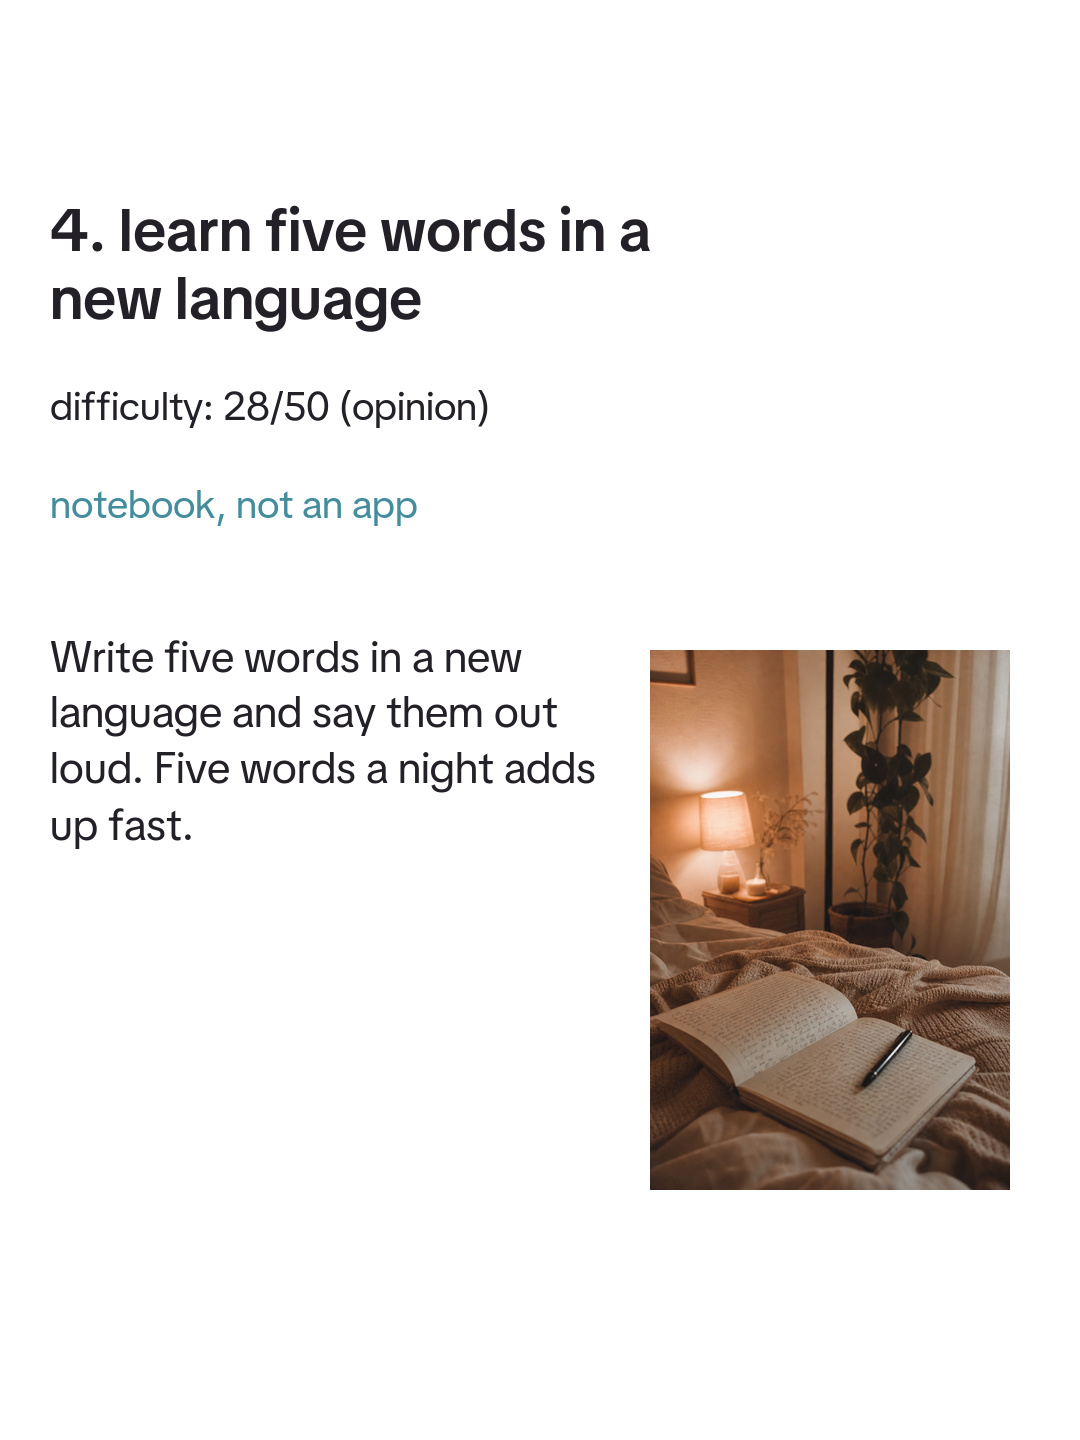 4. learn five words in a
new language
difficulty: 28/50 (opinion)
notebook, not an app
Write five words in a new
language and say them out
loud. Five words a night adds
up fast.